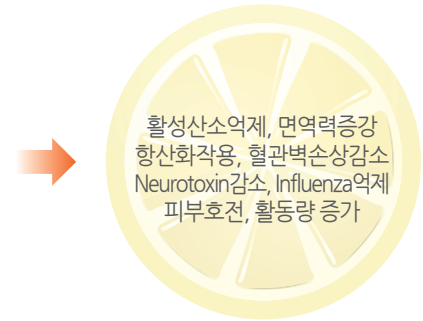 활성산소억제, 면역력증강
항산화작용, 혈관벽손상감소
Neurotoxin감소, Influenza억제
피부호전, 활동량 증가